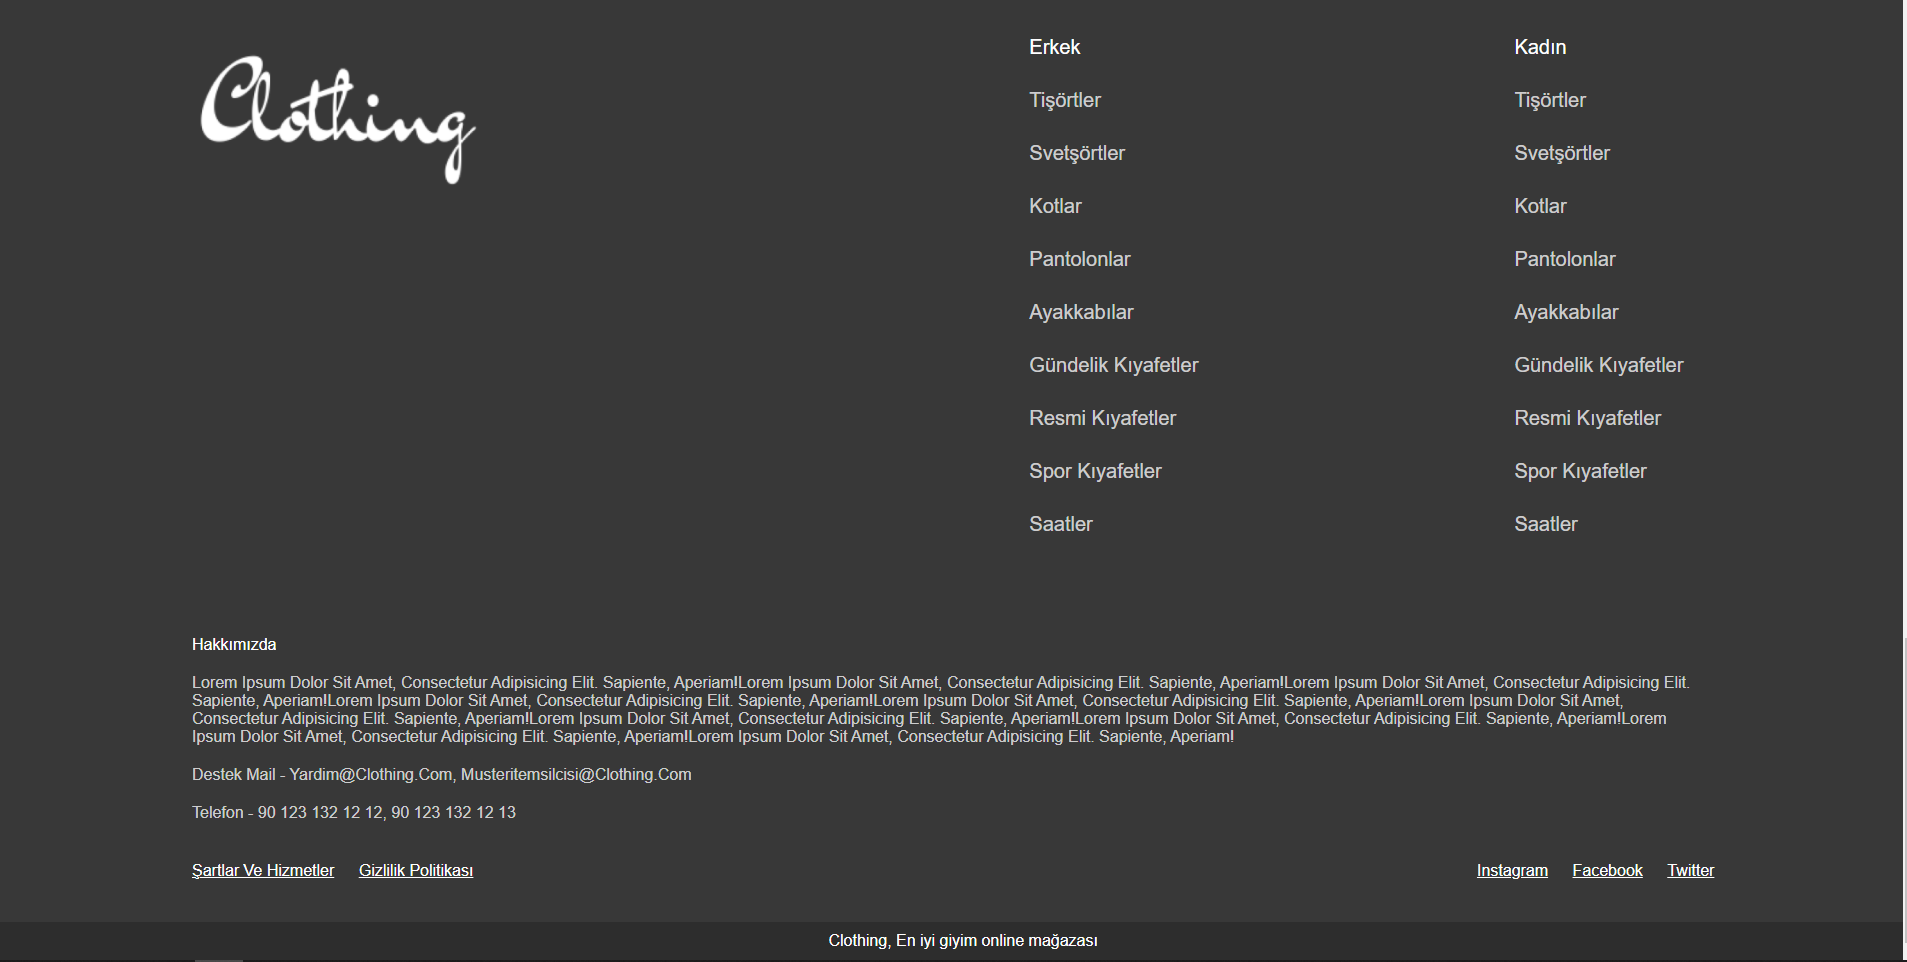 Clothing
Erkek
Tişörtler
Svetşörtler
Kotlar
Pantolonlar
Ayakkabılar
Gündelik Kıyafetler
Resmi Kıyafetler
Spor Kıyafetler
Saatler
Kadın
Tişörtler
Svetşörtler
Kotlar
Pantolonlar
Ayakkabılar
Gündelik Kıyafetler
Resmi Kıyafetler
Spor Kıyafetler
Saatler
Hakkımızda
Lorem Ipsum Dolor Sit Amet, Consectetur Adipisicing Elit. Sapiente, Aperiam!Lorem Ipsum Dolor Sit Amet, Consectetur Adipisicing Elit. Sapiente, Aperiam!Lorem Ipsum Dolor Sit Amet, Consectetur Adipisicing Elit.
Sapiente, Aperiam!Lorem Ipsum Dolor Sit Amet, Consectetur Adipisicing Elit. Sapiente, Aperiam!Lorem Ipsum Dolor Sit Amet, Consectetur Adipisicing Elit. Sapiente, Aperiam!Lorem Ipsum Dolor Sit Amet,
Consectetur Adipisicing Elit. Sapiente, Aperiam!Lorem Ipsum Dolor Sit Amet, Consectetur Adipisicing Elit. Sapiente, Aperiam!Lorem Ipsum Dolor Sit Amet, Consectetur Adipisicing Elit. Sapiente, Aperiam!Lorem
Ipsum Dolor Sit Amet, Consectetur Adipisicing Elit. Sapiente, Aperiam!Lorem Ipsum Dolor Sit Amet, Consectetur Adipisicing Elit. Sapiente, Aperiam!
Destek Mail - Yardim@Clothing.Com, Musteritemsilcisi@Clothing.Com
Telefon - 90 123 132 12 12, 90 123 132 12 13
Şartlar Ve Hizmetler Gizlilik Politikası
Instagram Facebook Twitter
Clothing, En iyi giyim online mağazası